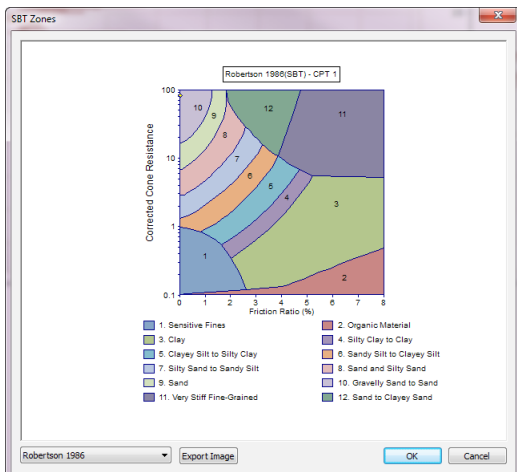 SBT Zones
x
Robertson 1986(SBT) - CPT 1
Corrected Cone Resistance
100
10
1
0.1
10
9
8
7
6
5
4
12
11
3
1
2
0 1 2 3 4 5 6 7 8
Friction Ratio (%)
1. Sensitive Fines 2. Organic Material
3. Clay 4. Silty Clay to Clay
5. Clayey Silt to Silty Clay 6. Sandy Silt to Clayey Silt
7. Silty Sand to Sandy Silt 8. Sand and Silty Sand
9. Sand 10. Gravelly Sand to Sand
11. Very Stiff Fine-Grained 12. Sand to Clayey Sand
Robertson 1986 Export Image OK Cancel